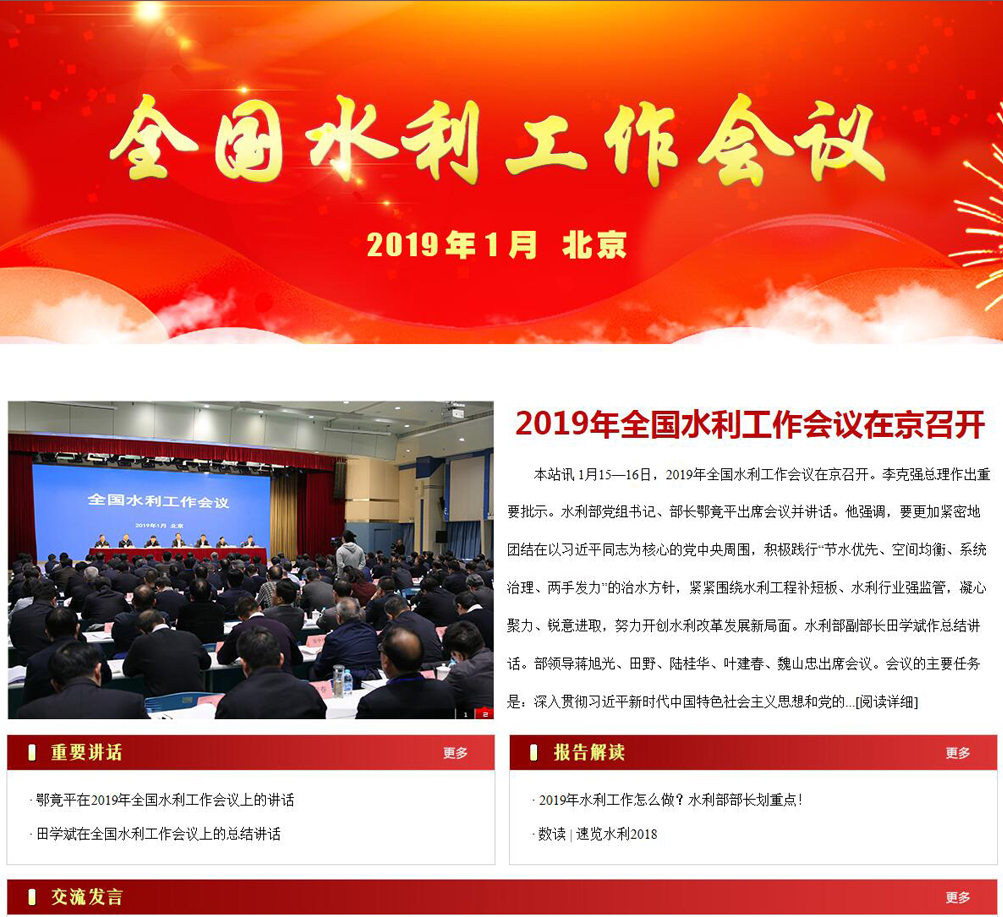 全国水利工作会议
2019年1月 北京
全国水利工作会议
2019年1月 北京
1 2
2019年全国水利工作会议在京召开
本站讯 1月15—16日，2019年全国水利工作会议在京召开。李克强总理作出重
要批示。水利部党组书记、部长鄂竟平出席会议并讲话。他强调，要更加紧密地
团结在以习近平同志为核心的党中央周围，积极践行“节水优先、空间均衡、系统
治理、两手发力”的治水方针，紧紧围绕水利工程补短板、水利行业强监管，凝心
聚力、锐意进取，努力开创水利改革发展新局面。水利部副部长田学斌作总结讲
话。部领导蒋旭光、田野、陆桂华、叶建春、魏山忠出席会议。会议的主要任务
是：深入贯彻习近平新时代中国特色社会主义思想和党的...[阅读详细]
重要讲话 更多
· 鄂竟平在2019年全国水利工作会议上的讲话
· 田学斌在全国水利工作会议上的总结讲话
报告解读 更多
· 2019年水利工作怎么做？水利部部长划重点！
· 数读 | 速览水利2018
交流发言 更多